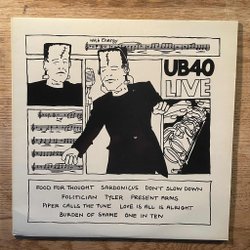 UB40
LIVE
FOOD FOR THOUGHT SARDONICUS DON'T SLOW DOWN
POLITICIAN TYLER PRESENT ARMS
PIPER CALLS THE TUNE LOVE IS ALL IS ALRIGHT
BURDEN OF SHAME ONE IN TEN